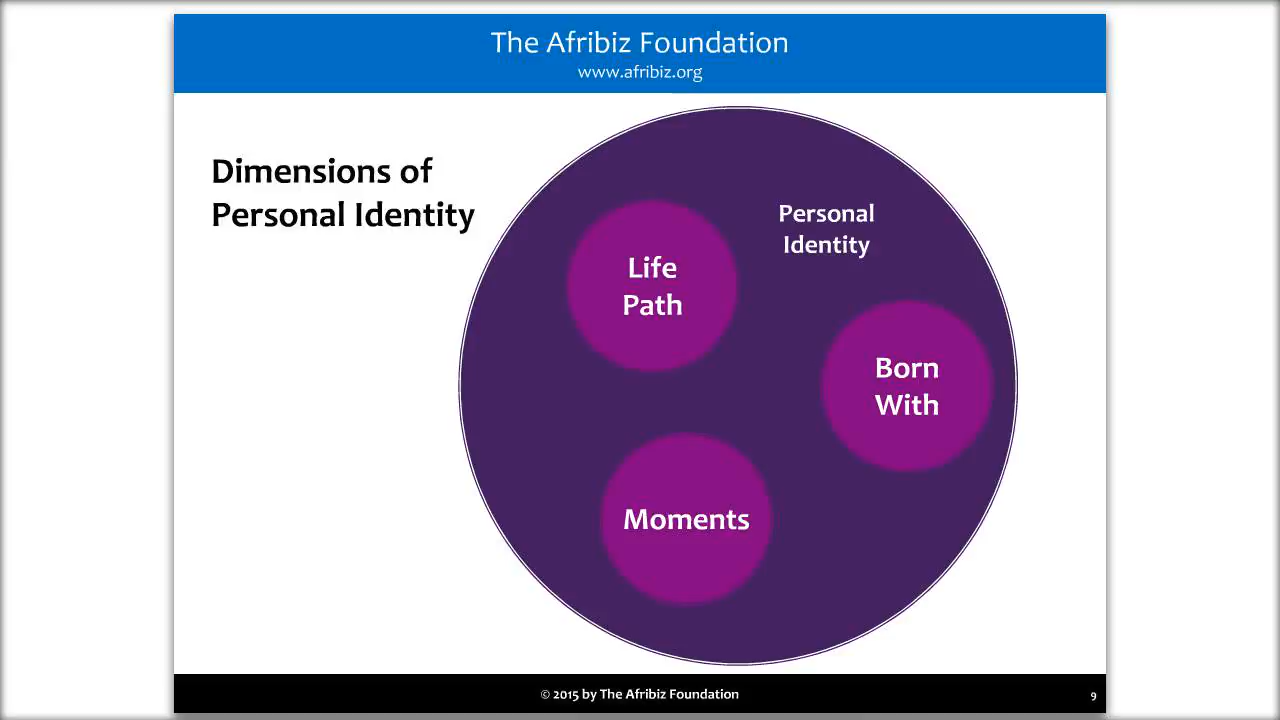 The Afribiz Foundation
www.afribiz.org
Dimensions of
Personal Identity
Personal
Identity
Life
Path
Born
With
Moments
© 2015 by The Afribiz Foundation
9